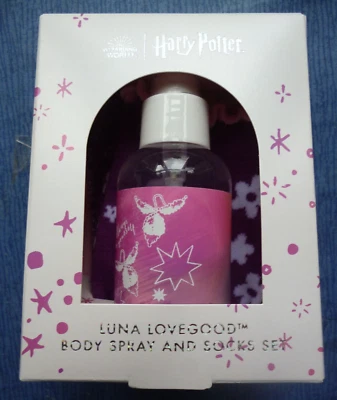 Harry Potter
LUNA LOVEGOOD™
BODY SPRAY AND SOCKS SET